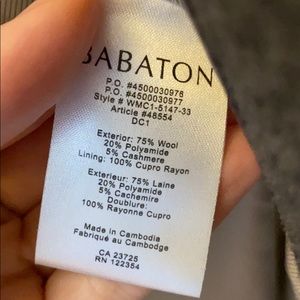 BABATON
P.O. #4500030978
P.O. #4500030977
Style # WMC1-5147-33
Article #48554
DC1
Exterior: 75% Wool
20% Polyamide
5% Cashmere
Lining: 100% Cupro Rayon
Exterieur: 75% Laine
20% Polyamide
5% Cachemire
Doublure:
100% Rayonne Cupro
Made in Cambodia
Fabriqué au Cambodge
CA 23725
RN 122354